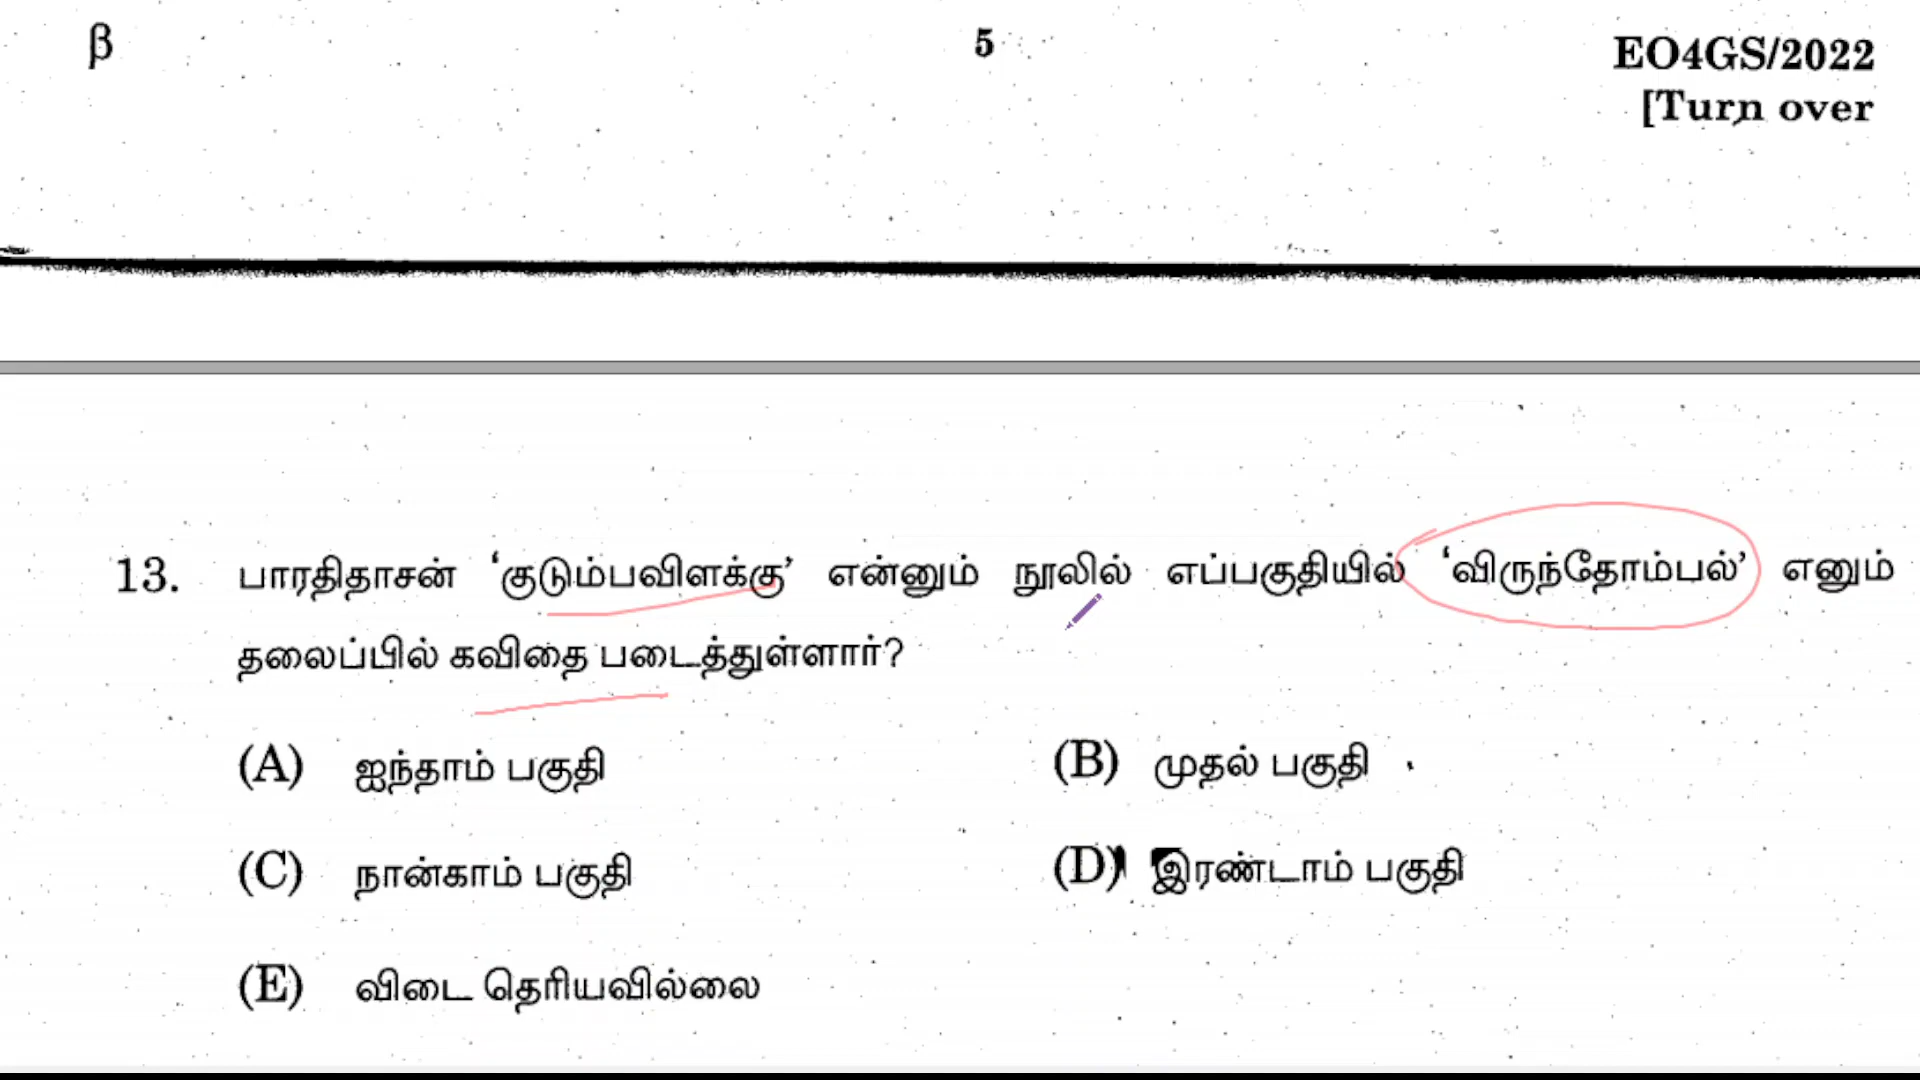 β
5
EO4GS/2022
[Turn over
13. பாரதிதாசன் ‘குடும்பவிளக்கு’ என்னும் நூலில் எப்பகுதியில் ‘விருந்தோம்பல்’ எனும்
தலைப்பில் கவிதை படைத்துள்ளார்?
(A) ஐந்தாம் பகுதி (B) முதல் பகுதி
(C) நான்காம் பகுதி (D) இரண்டாம் பகுதி
(E) விடை தெரியவில்லை